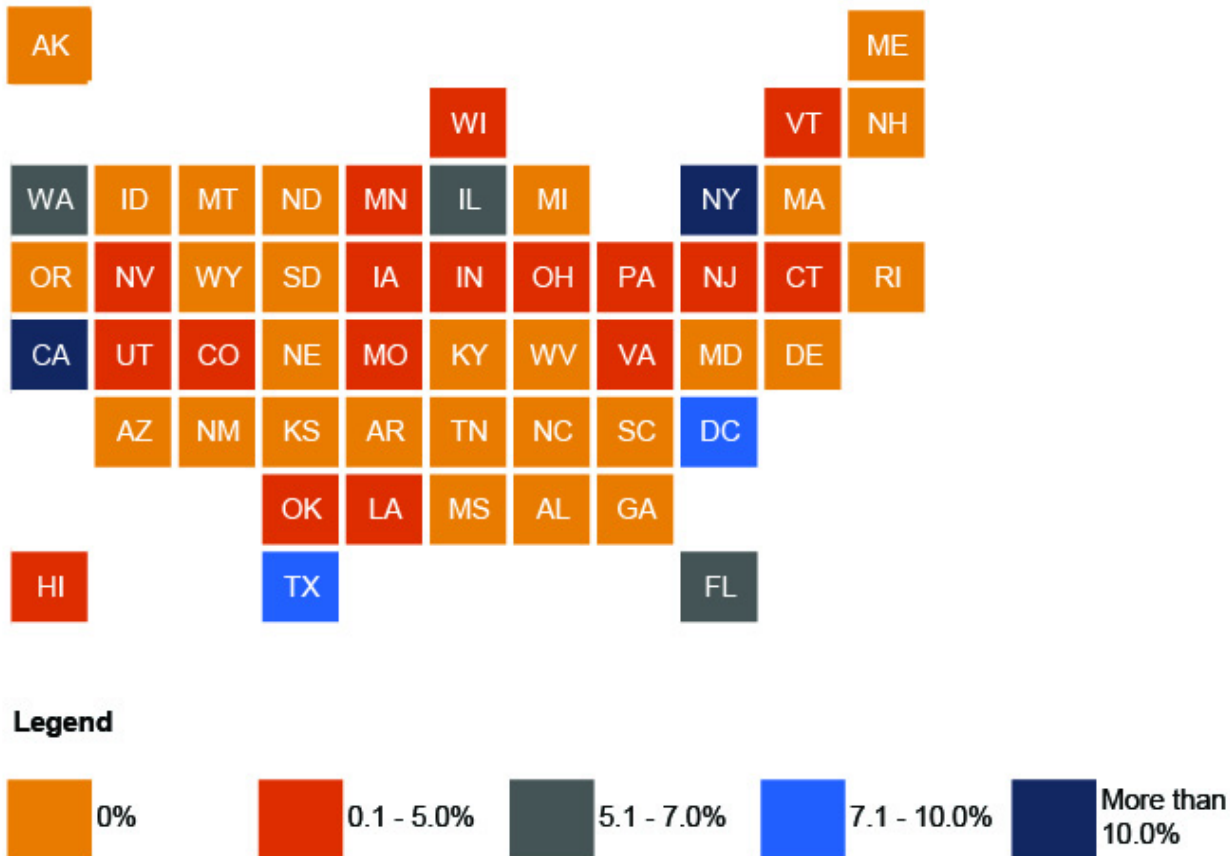 AK ME
WI VT NH
WA ID MT ND MN IL MI NY MA
OR NV WY SD IA IN OH PA NJ CT RI
CA UT CO NE MO KY WV VA MD DE
AZ NM KS AR TN NC SC DC
OK LA MS AL GA
HI TX FL
Legend
0% 0.1 - 5.0% 5.1 - 7.0% 7.1 - 10.0% More than
10.0%